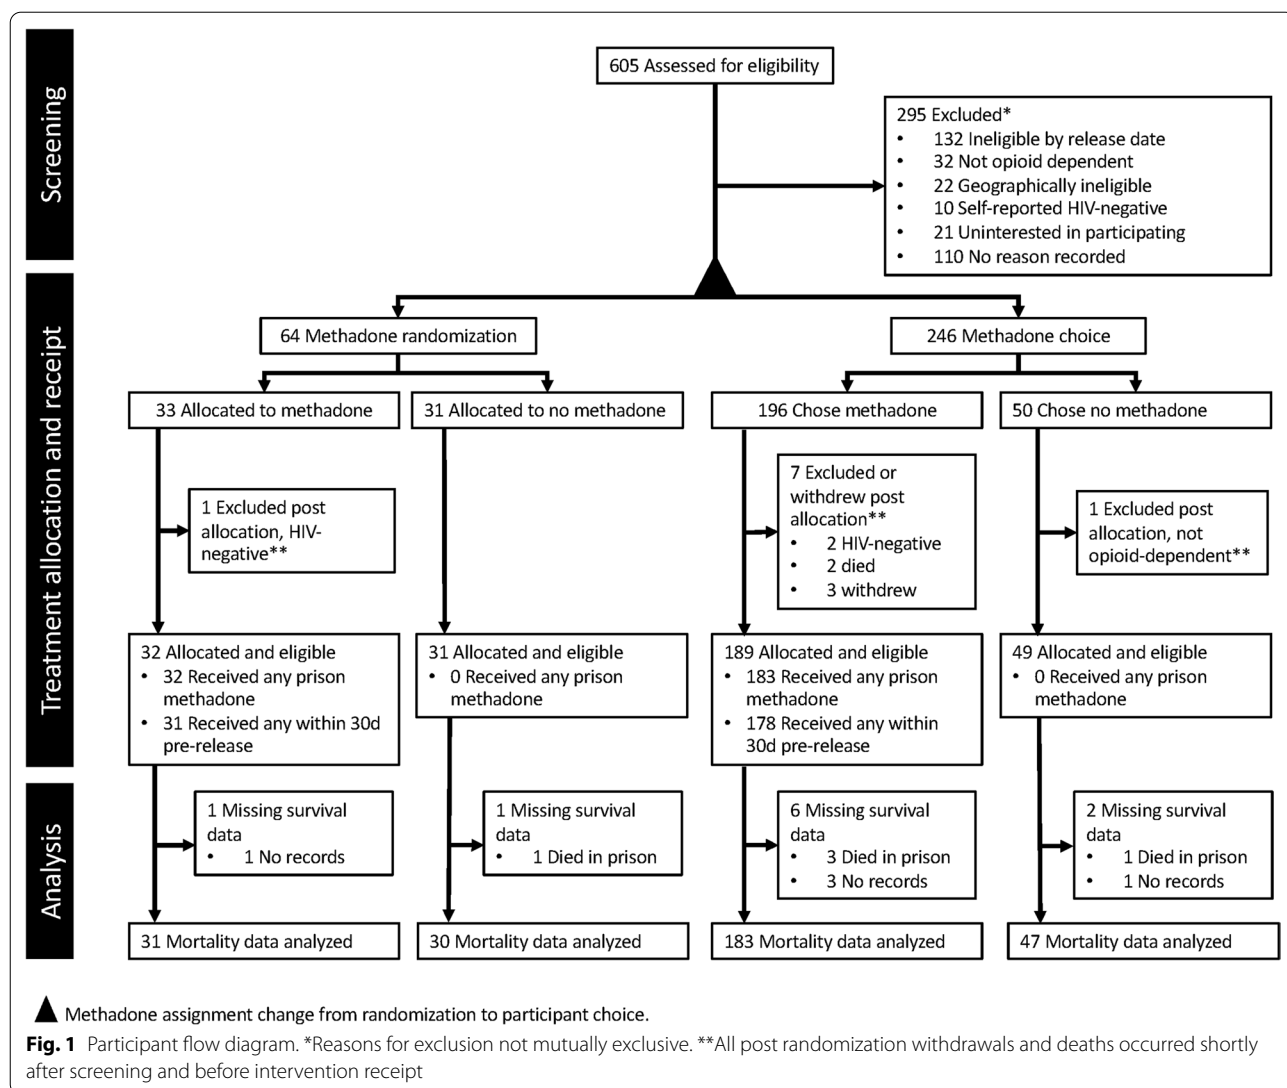 Screening
605 Assessed for eligibility
295 Excluded*
• 132 Ineligible by release date
• 32 Not opioid dependent
• 22 Geographically ineligible
• 10 Self-reported HIV-negative
• 21 Uninterested in participating
• 110 No reason recorded
Treatment allocation and receipt
64 Methadone randomization
246 Methadone choice
33 Allocated to methadone
31 Allocated to no methadone
196 Chose methadone
50 Chose no methadone
1 Excluded post
allocation, HIV-
negative**
7 Excluded or
withdrew post
allocation**
• 2 HIV-negative
• 2 died
• 3 withdrew
1 Excluded post
allocation, not
opioid-dependent**
32 Allocated and eligible
• 32 Received any prison
methadone
• 31 Received any within 30d
pre-release
31 Allocated and eligible
• 0 Received any prison
methadone
189 Allocated and eligible
• 183 Received any prison
methadone
• 178 Received any within
30d pre-release
49 Allocated and eligible
• 0 Received any prison
methadone
Analysis
1 Missing survival
data
• 1 No records
1 Missing survival
data
• 1 Died in prison
6 Missing survival
data
• 3 Died in prison
• 3 No records
2 Missing survival
data
• 1 Died in prison
• 1 No records
31 Mortality data analyzed
30 Mortality data analyzed
183 Mortality data analyzed
47 Mortality data analyzed
Methadone assignment change from randomization to participant choice.
Fig. 1 Participant flow diagram. *Reasons for exclusion not mutually exclusive. **All post randomization withdrawals and deaths occurred shortly
after screening and before intervention receipt